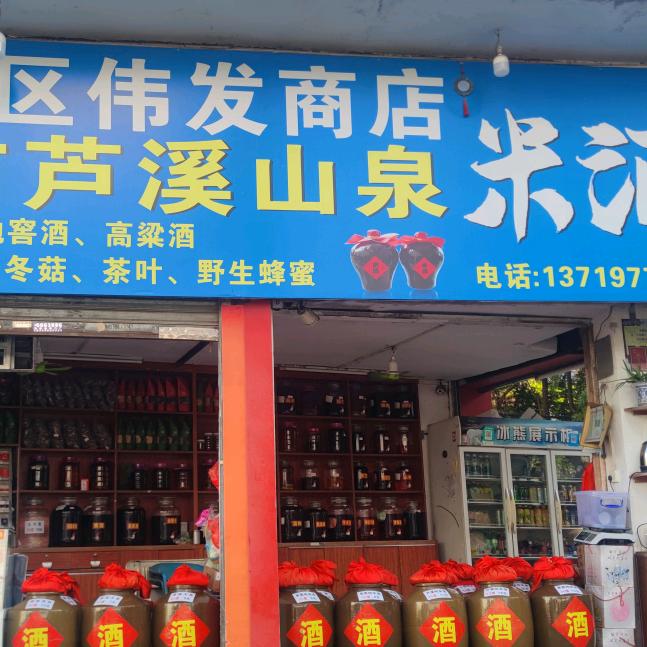 区伟发商店
芦溪山泉
米酒
窖酒、高粱酒
冬菇、茶叶、野生蜂蜜
电话:137197
冰熊展示柜
酒
酒
酒
酒
酒
酒
酒
酒